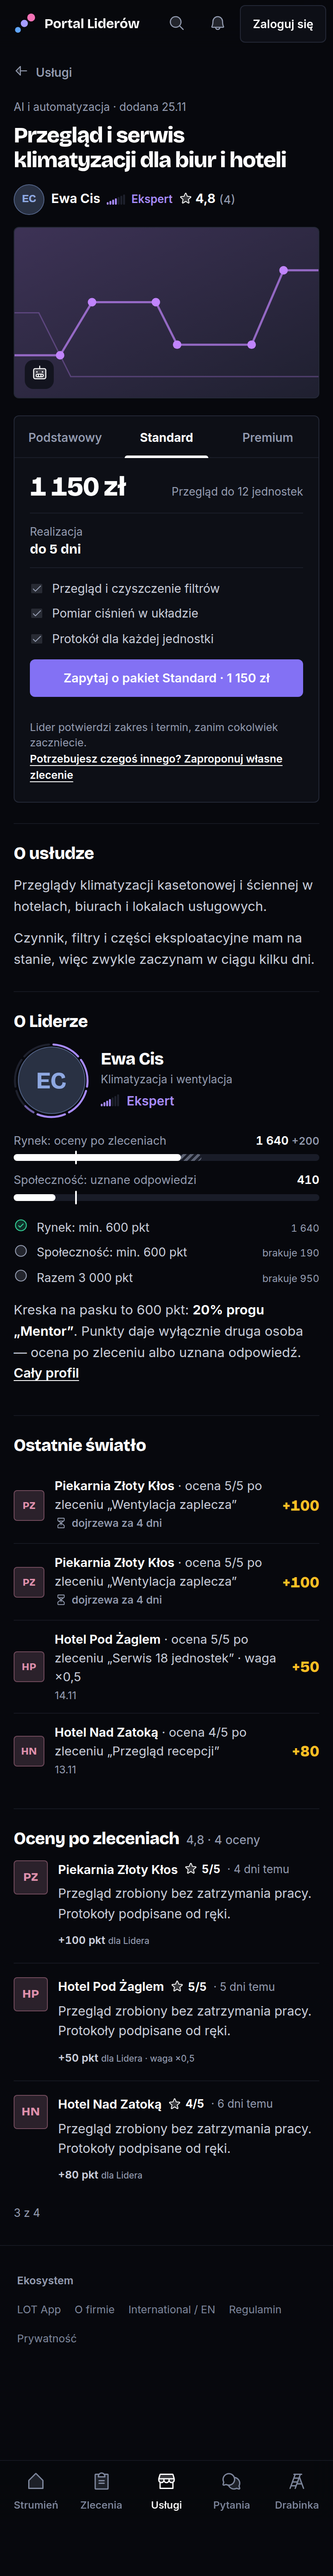 Portal Liderów
Zaloguj się
Usługi
AI i automatyzacja · dodana 25.11
Przegląd i serwis
klimatyzacji dla biur i hoteli
EC
Ewa Cis
Ekspert
4,8 (4)
Podstawowy
Standard
Premium
1 150 zł
Przegląd do 12 jednostek
Realizacja
do 5 dni
Przegląd i czyszczenie filtrów
Pomiar ciśnień w układzie
Protokół dla każdej jednostki
Zapytaj o pakiet Standard · 1 150 zł
Lider potwierdzi zakres i termin, zanim cokolwiek
zaczniecie.
Potrzebujesz czegoś innego? Zaproponuj własne
zlecenie
O usłudze
Przeglądy klimatyzacji kasetonowej i ściennej w
hotelach, biurach i lokalach usługowych.
Czynnik, filtry i części eksploatacyjne mam na
stanie, więc zwykle zaczynam w ciągu kilku dni.
O Liderze
EC
Ewa Cis
Klimatyzacja i wentylacja
Ekspert
Rynek: oceny po zleceniach
1 640 +200
Społeczność: uznane odpowiedzi
410
Rynek: min. 600 pkt
1 640
Społeczność: min. 600 pkt
brakuje 190
Razem 3 000 pkt
brakuje 950
Kreska na pasku to 600 pkt: 20% progu
„Mentor”. Punkty daje wyłącznie druga osoba
— ocena po zleceniu albo uznana odpowiedź.
Cały profil
Ostatnie światło
PZ
Piekarnia Złoty Kłos · ocena 5/5 po
zleceniu „Wentylacja zaplecza”
dojrzewa za 4 dni
+100
PZ
Piekarnia Złoty Kłos · ocena 5/5 po
zleceniu „Wentylacja zaplecza”
dojrzewa za 4 dni
+100
HP
Hotel Pod Żaglem · ocena 5/5 po
zleceniu „Serwis 18 jednostek” · waga
×0,5
14.11
+50
HN
Hotel Nad Zatoką · ocena 4/5 po
zleceniu „Przegląd recepcji”
13.11
+80
Oceny po zleceniach 4,8 · 4 oceny
PZ
Piekarnia Złoty Kłos 5/5 · 4 dni temu
Przegląd zrobiony bez zatrzymania pracy.
Protokoły podpisane od ręki.
+100 pkt dla Lidera
HP
Hotel Pod Żaglem 5/5 · 5 dni temu
Przegląd zrobiony bez zatrzymania pracy.
Protokoły podpisane od ręki.
+50 pkt dla Lidera · waga ×0,5
HN
Hotel Nad Zatoką 4/5 · 6 dni temu
Przegląd zrobiony bez zatrzymania pracy.
Protokoły podpisane od ręki.
+80 pkt dla Lidera
3 z 4
Ekosystem
LOT App O firmie International / EN Regulamin
Prywatność
Strumień Zlecenia Usługi Pytania Drabinka